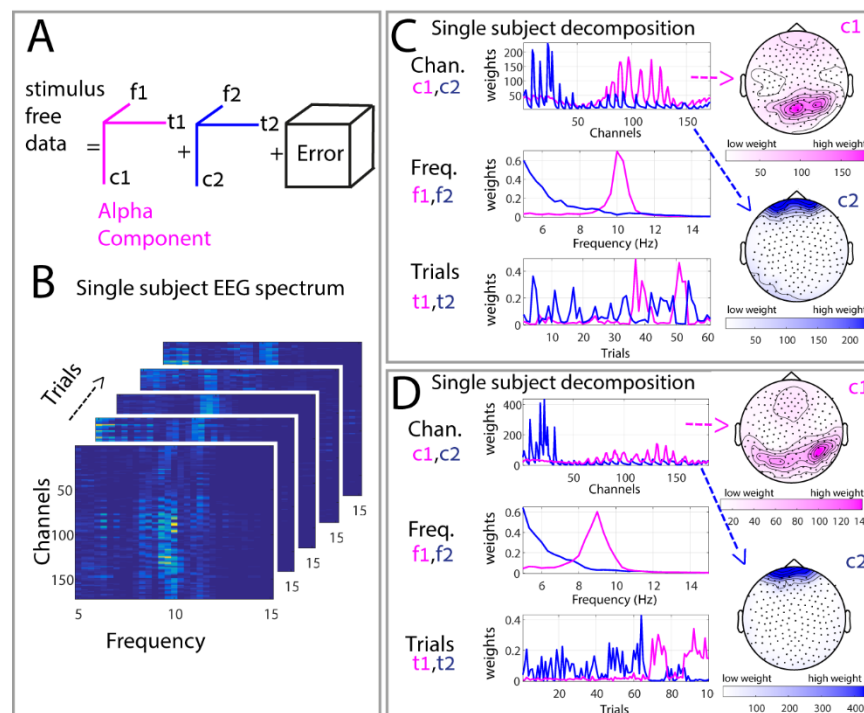 A
stimulus
free
data
=
f1
t1
c1
+
f2
t2
c2
+
Error
Alpha
Component
B
Single subject EEG spectrum
Trials
Channels
50
100
150
5
10
15
15
15
15
15
Frequency
C
Single subject decomposition
Chan.
c1,c2
weights
200
150
100
50
50
100
150
Channels
Freq.
f1,f2
weights
0.6
0.4
0.2
0
6
8
10
12
14
Frequency (Hz)
Trials
t1,t2
weights
0.4
0.2
0
10
20
30
40
50
60
Trials
c1
low weight
high weight
50
100
150
c2
low weight
high weight
50
100
150
200
D
Single subject decomposition
Chan.
c1,c2
weights
400
200
0
50
100
150
Channels
Freq.
f1,f2
weights
0.6
0.4
0.2
0
6
8
10
12
14
Frequency (Hz)
Trials
t1,t2
weights
0.4
0.2
0
20
40
60
80
100
Trials
c1
low weight
high weight
20
40
60
80
100
120
14
c2
low weight
high weight
100
200
300
400